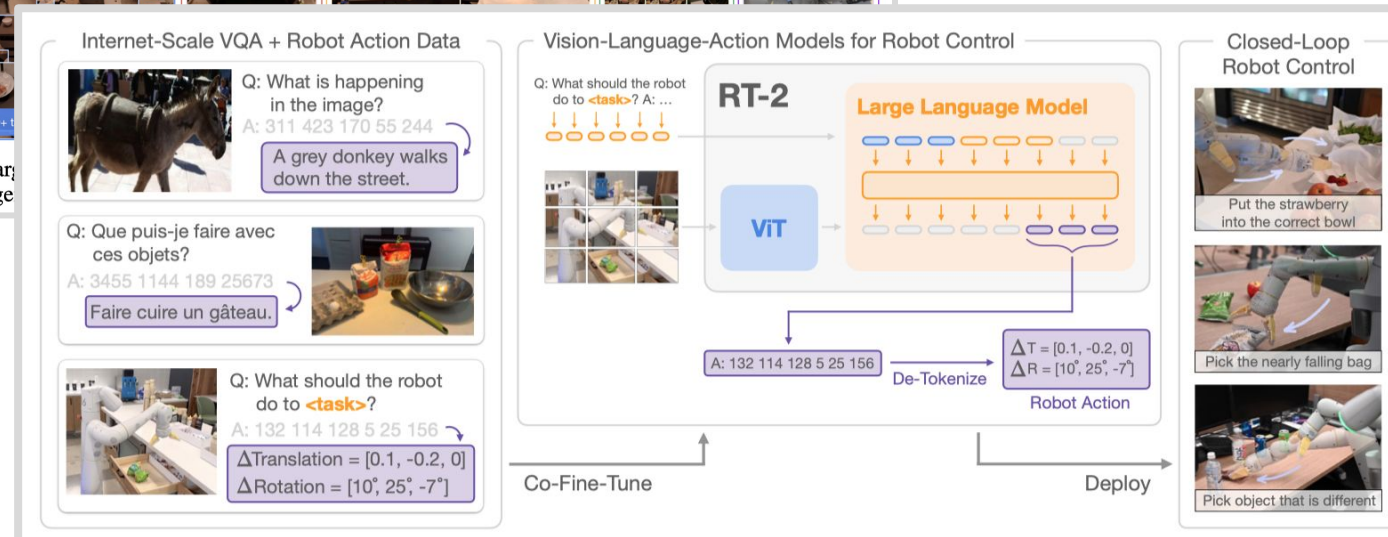 + t
ge
Internet-Scale VQA + Robot Action Data
Q: What is happening
in the image?
A: 311 423 170 55 244
A grey donkey walks
down the street.
Q: Que puis-je faire avec
ces objets?
A: 3455 1144 189 25673
Faire cuire un gâteau.
Q: What should the robot
do to <task>?
A: 132 114 128 5 25 156
ΔTranslation = [0.1, -0.2, 0]
ΔRotation = [10°, 25°, -7°]
Co-Fine-Tune
Vision-Language-Action Models for Robot Control
Q: What should the robot
do to <task>? A: …
RT-2
Large Language Model
ViT
A: 132 114 128 5 25 156
De-Tokenize
ΔT = [0.1, -0.2, 0]
ΔR = [10°, 25°, -7°]
Robot Action
Deploy
Closed-Loop
Robot Control
Put the strawberry
into the correct bowl
Pick the nearly falling bag
Pick object that is different